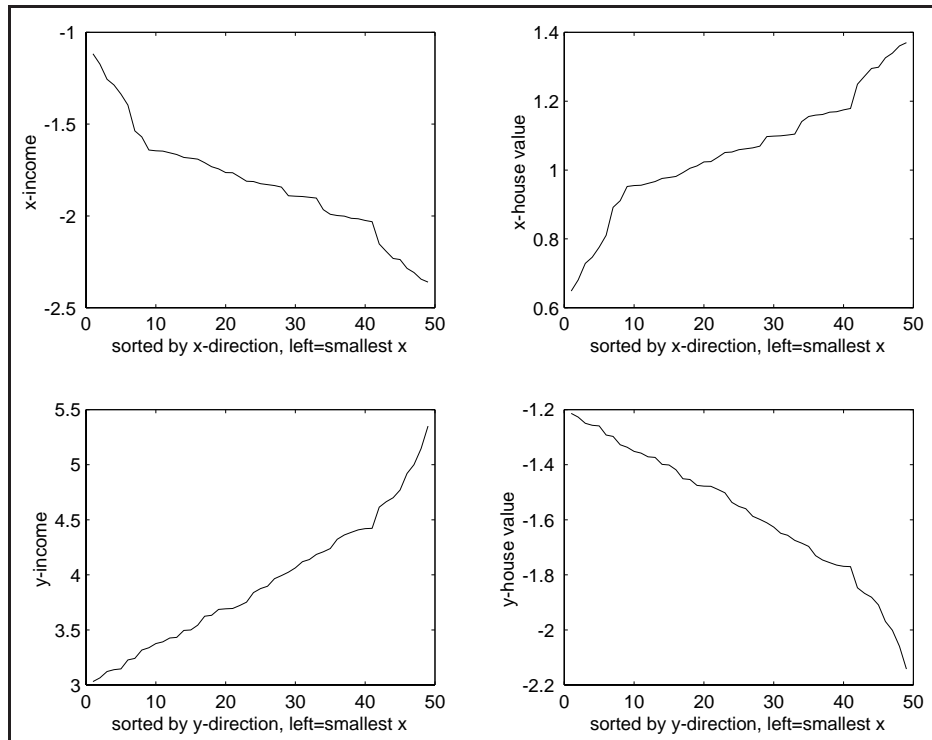 -1
-1.5
-2
-2.5
x-income
0 10 20 30 40 50
sorted by x-direction, left=smallest x
1.4
1.2
1
0.8
0.6
x-house value
0 10 20 30 40 50
sorted by x-direction, left=smallest x
5.5
5
4.5
4
3.5
3
y-income
0 10 20 30 40 50
sorted by y-direction, left=smallest x
-1.2
-1.4
-1.6
-1.8
-2
-2.2
y-house value
0 10 20 30 40 50
sorted by y-direction, left=smallest x